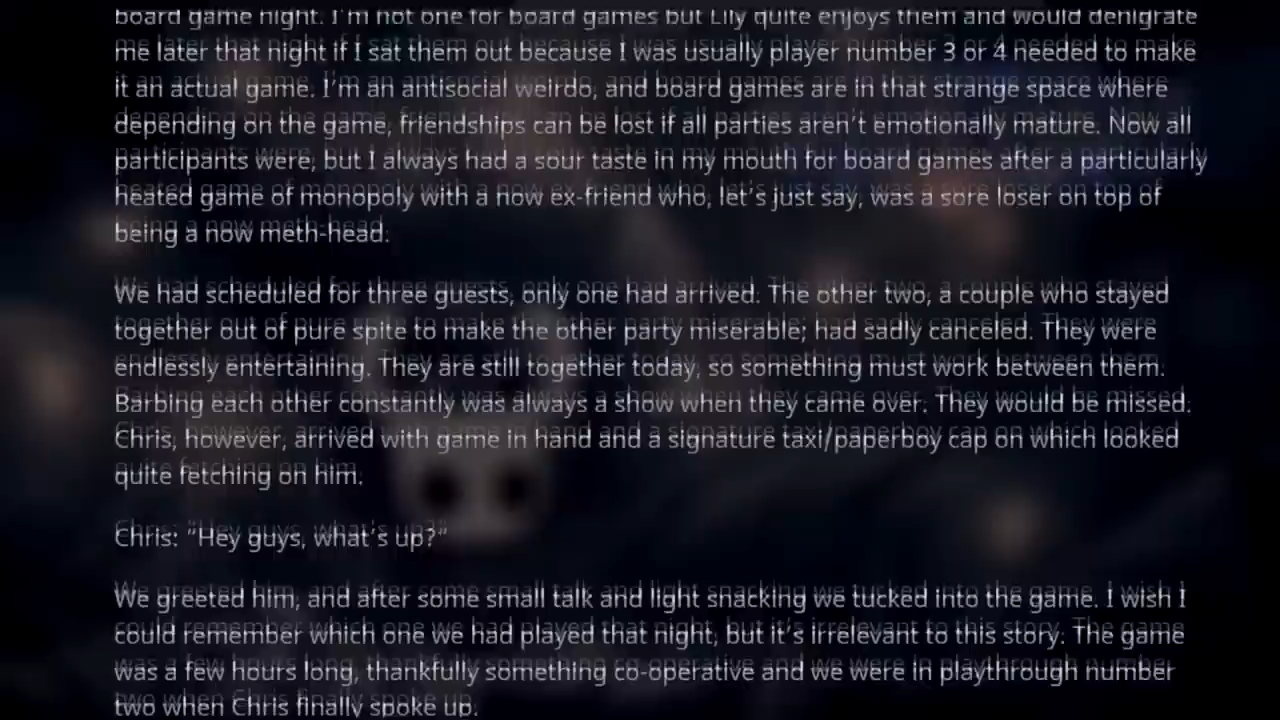 board game night. I'm not one for board games but Lily quite enjoys them and would denigrate
me later that night if I sat them out because I was usually player number 3 or 4 needed to make
it an actual game. I'm an antisocial weirdo, and board games are in that strange space where
depending on the game, friendships can be lost if all parties aren't emotionally mature. Now all
participants were, but I always had a sour taste in my mouth for board games after a particularly
heated game of monopoly with a now ex-friend who, let's just say, was a sore loser on top of
being a now meth-head.
We had scheduled for three guests, only one had arrived. The other two, a couple who stayed
together out of pure spite to make the other party miserable; had sadly canceled. They were
endlessly entertaining. They are still together today, so something must work between them.
Barbing each other constantly was always a show when they came over. They would be missed.
Chris, however, arrived with game in hand and a signature taxi/paperboy cap on which looked
quite fetching on him.
Chris: "Hey guys, what's up?"
We greeted him, and after some small talk and light snacking we tucked into the game. I wish I
could remember which one we had played that night, but it's irrelevant to this story. The game
was a few hours long, thankfully something co-operative and we were in playthrough number
two when Chris finally spoke up.